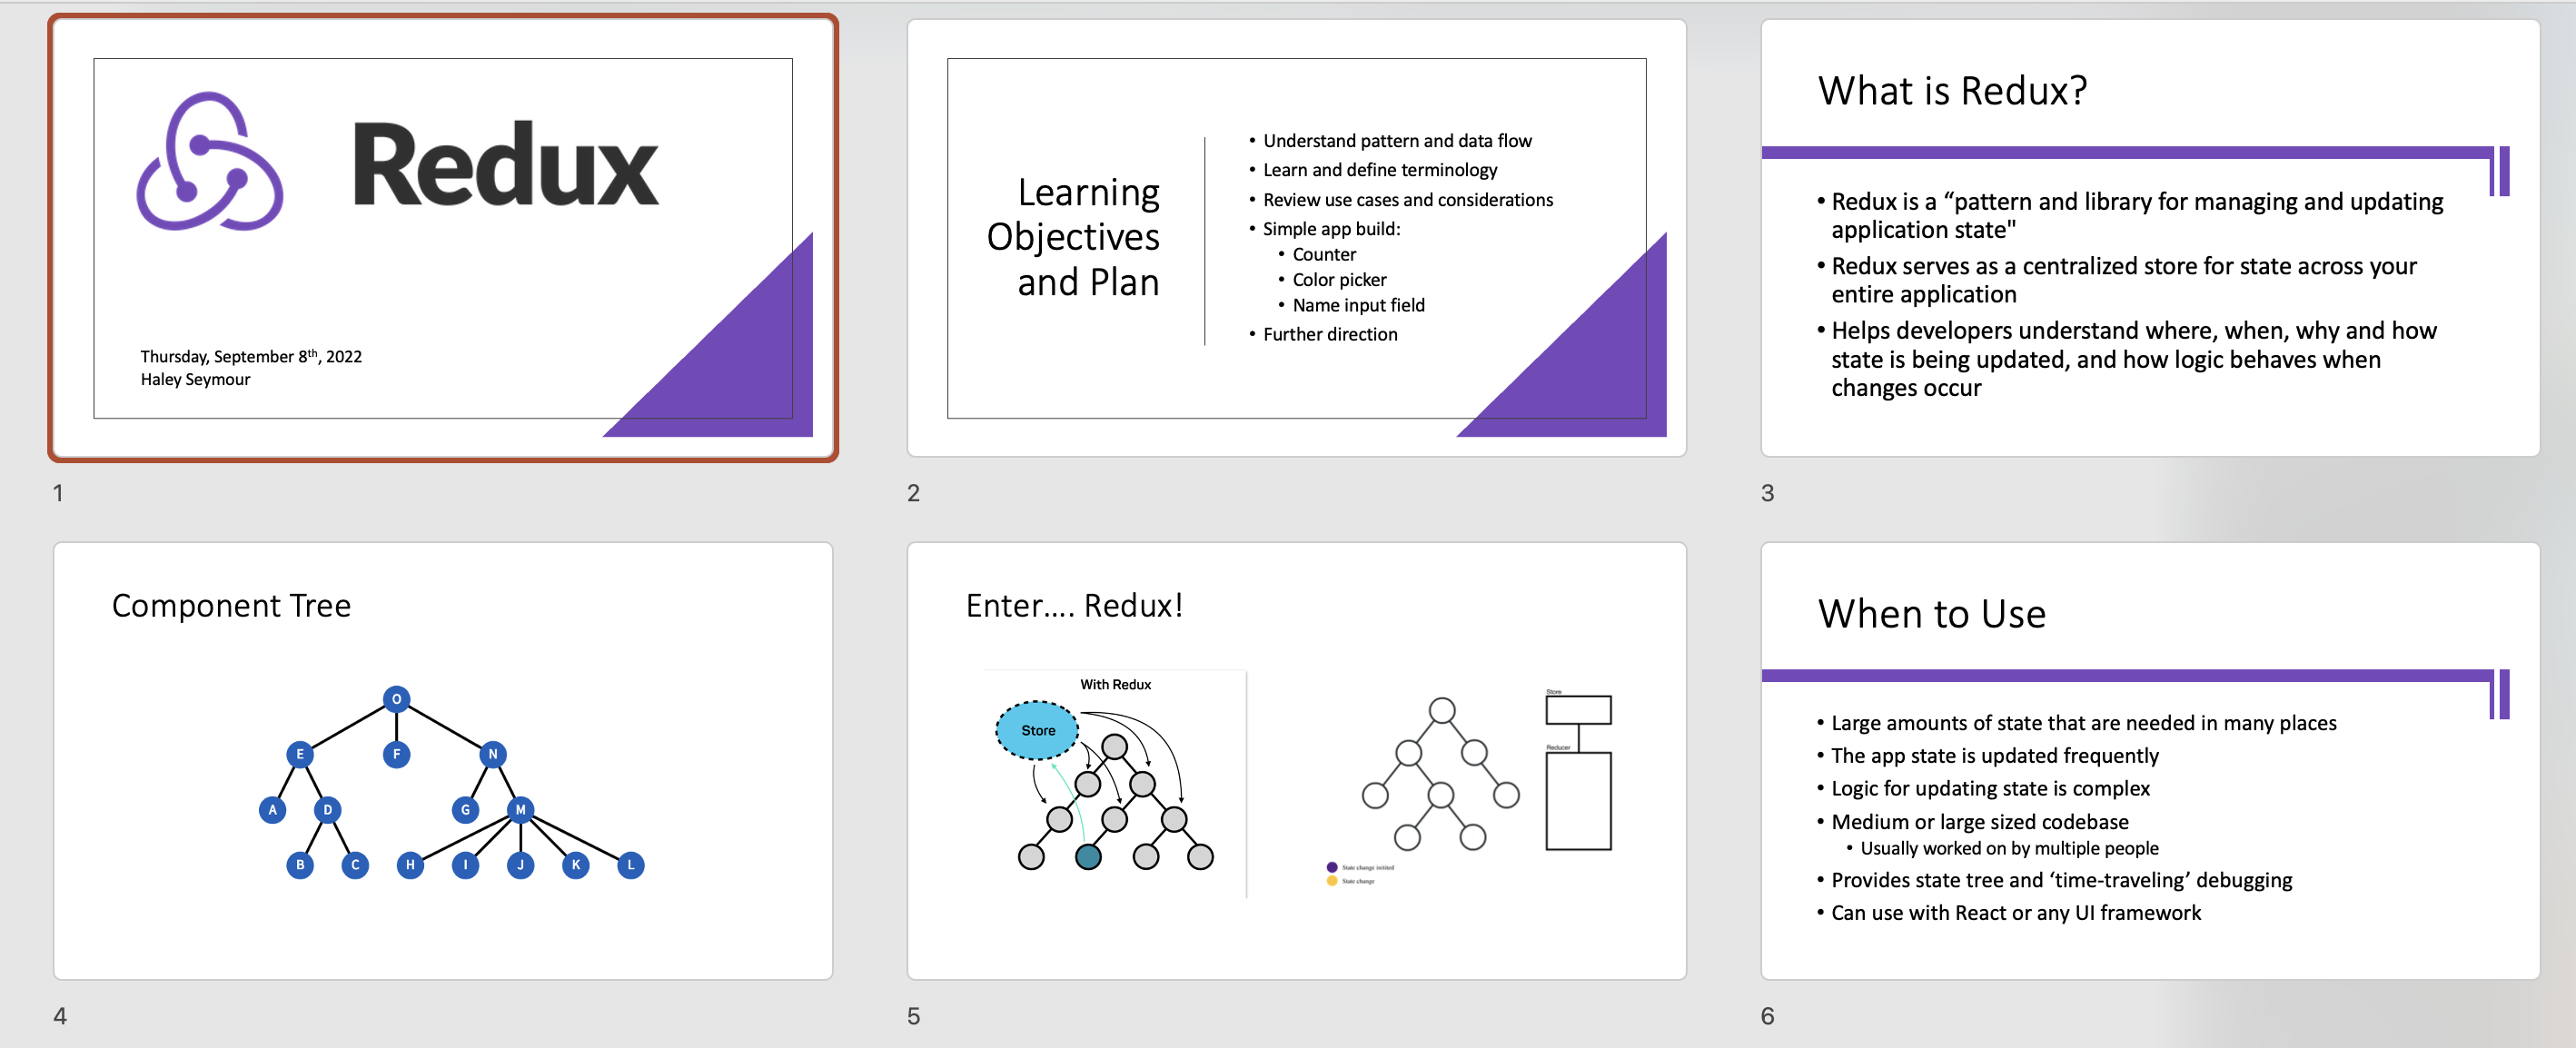 Redux
Thursday, September 8th, 2022
Haley Seymour
1
Learning
Objectives
and Plan
• Understand pattern and data flow
• Learn and define terminology
• Review use cases and considerations
• Simple app build:
• Counter
• Color picker
• Name input field
• Further direction
2
What is Redux?
• Redux is a “pattern and library for managing and updating
application state"
• Redux serves as a centralized store for state across your
entire application
• Helps developers understand where, when, why and how
state is being updated, and how logic behaves when
changes occur
3
Component Tree
O
E F N
A D G M
B C H I J K L
4
Enter.... Redux!
With Redux
Store
Store
Reducer
State change initited
State change
5
When to Use
• Large amounts of state that are needed in many places
• The app state is updated frequently
• Logic for updating state is complex
• Medium or large sized codebase
• Usually worked on by multiple people
• Provides state tree and ‘time-traveling’ debugging
• Can use with React or any UI framework
6